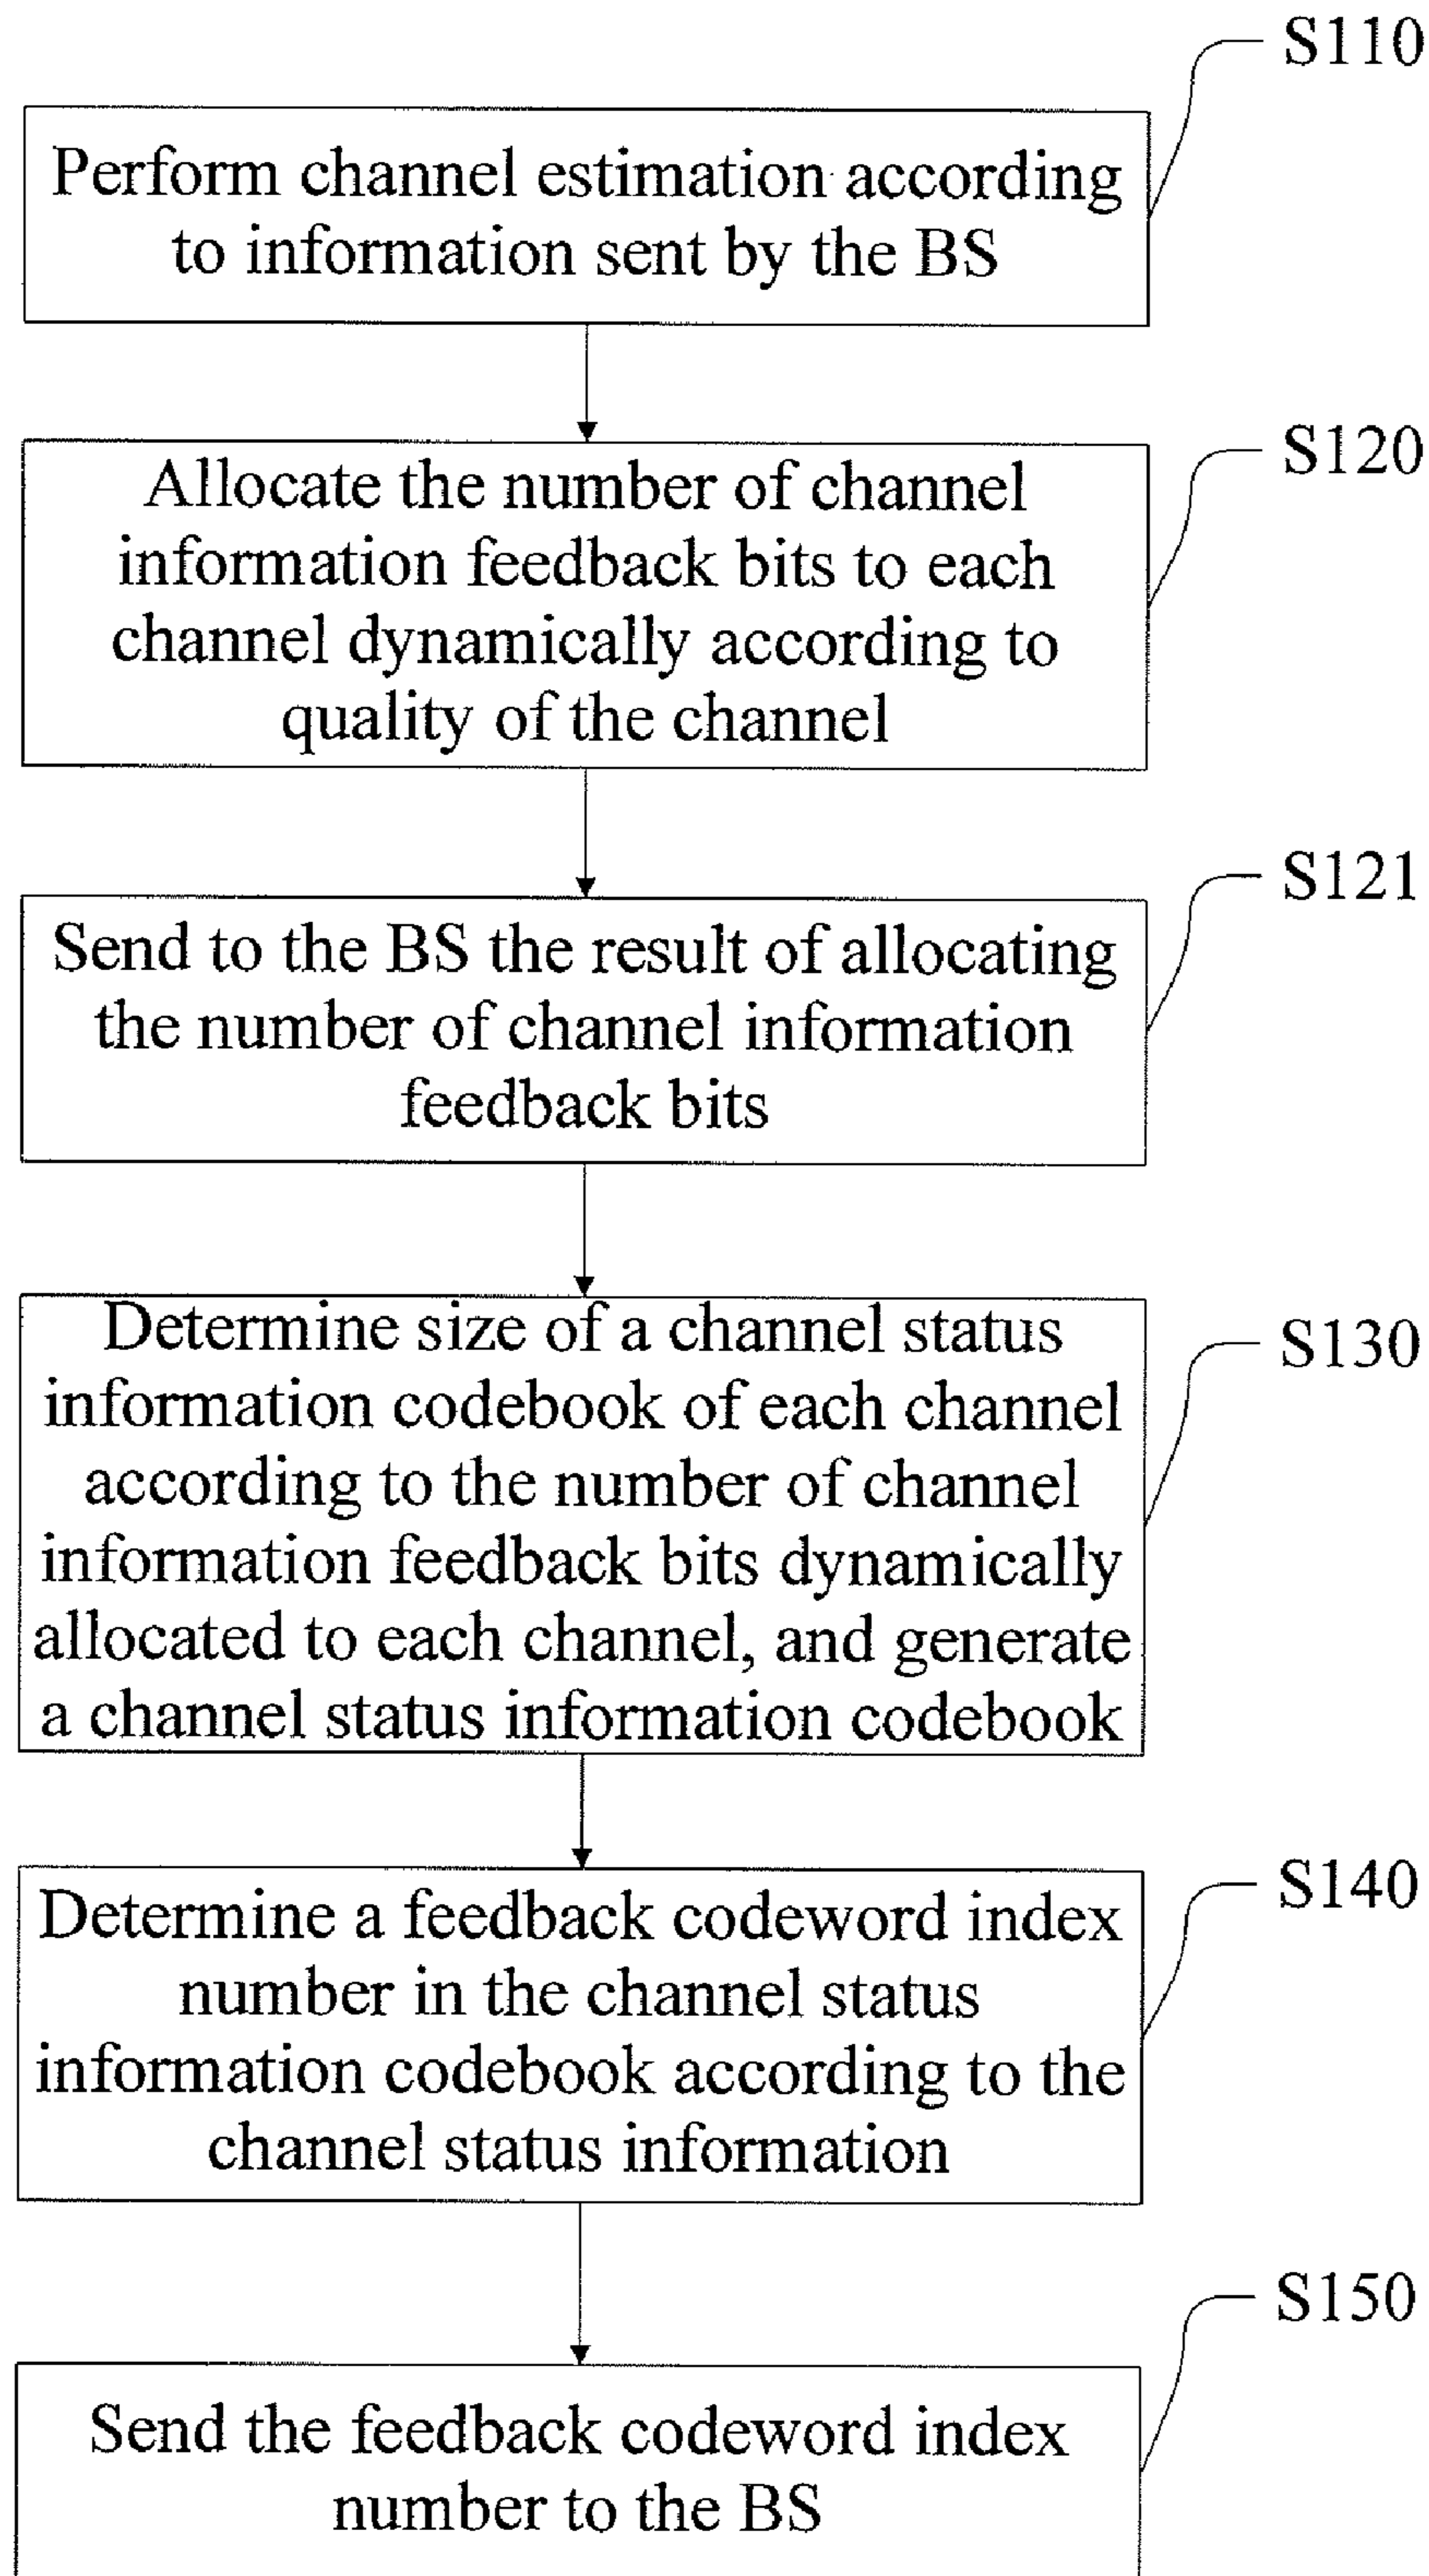 S110
Perform channel estimation according
to information sent by the BS
S120
Allocate the number of channel
information feedback bits to each
channel dynamically according to
quality of the channel
S121
Send to the BS the result of allocating
the number of channel information
feedback bits
S130
Determine size of a channel status
information codebook of each channel
according to the number of channel
information feedback bits dynamically
allocated to each channel, and generate
a channel status information codebook
S140
Determine a feedback codeword index
number in the channel status
information codebook according to the
channel status information
S150
Send the feedback codeword index
number to the BS